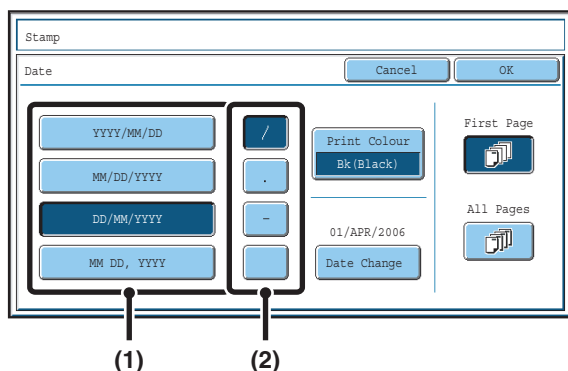 Stamp
Date
Cancel
OK
YYYY/MM/DD
MM/DD/YYYY
DD/MM/YYYY
MM DD, YYYY
/
.
-
Print Colour
Bk(Black)
01/APR/2006
Date Change
First Page
All Pages
(1)
(2)